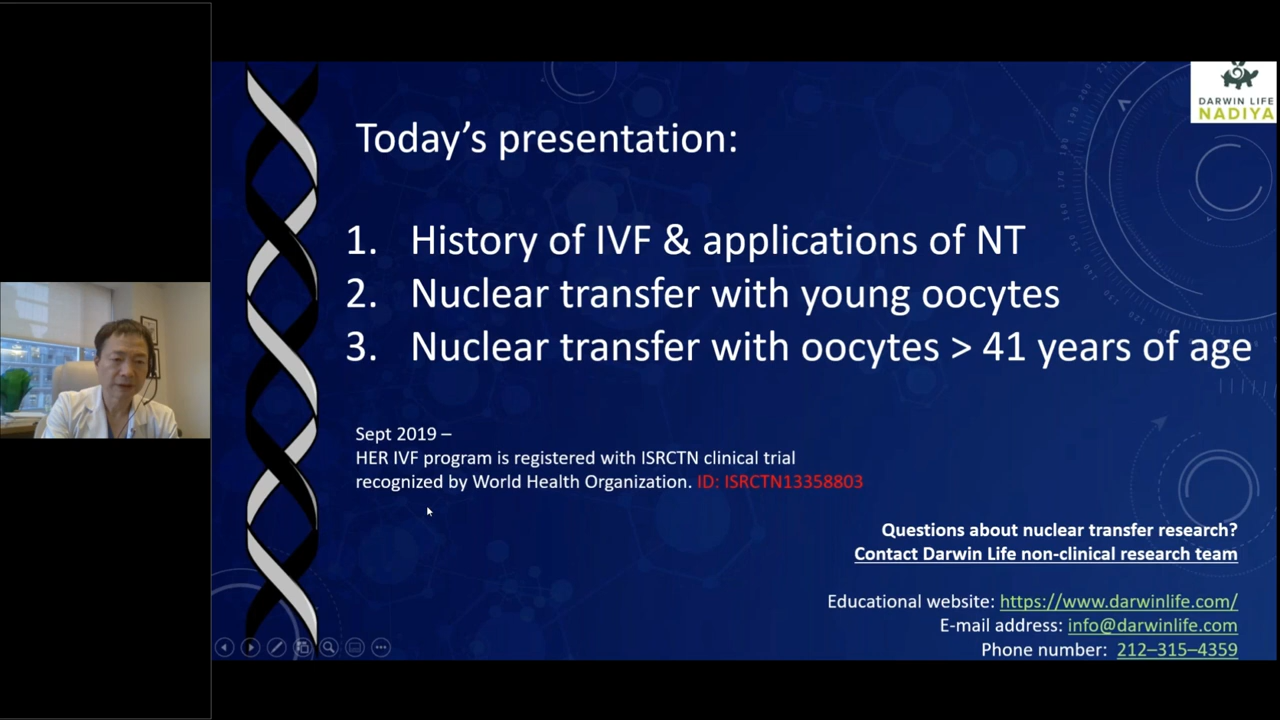 DARWIN LIFE
NADIYA
Today's presentation:
1. History of IVF & applications of NT
2. Nuclear transfer with young oocytes
3. Nuclear transfer with oocytes > 41 years of age
Sept 2019 –
HER IVF program is registered with ISRCTN clinical trial
recognized by World Health Organization. ID: ISRCTN13358803
Questions about nuclear transfer research?
Contact Darwin Life non-clinical research team
Educational website: https://www.darwinlife.com/
E-mail address: info@darwinlife.com
Phone number: 212–315–4359